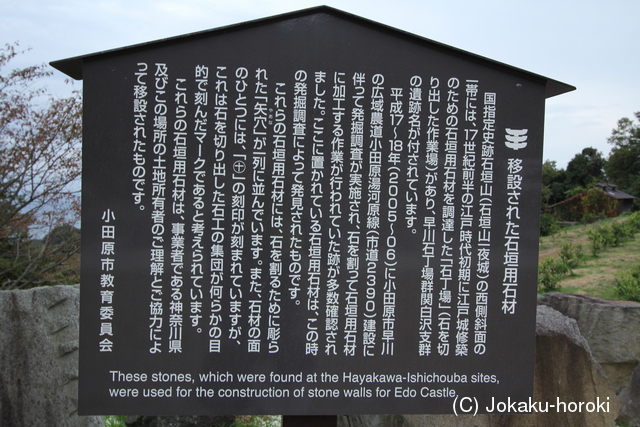 移設された石垣用石材
国指定史跡石垣山（石垣山一夜城）の西側斜面の
一帯には、17世紀前半の江戸時代初期に江戸城修築
のための石垣用石材を調達した「石丁場」（石を切
り出した作業場）があり、早川石丁場群関白沢支群
の遺跡名が付されています。
平成17～18年（2005～06）に小田原市早川
の広域農道小田原湯河原線（市道2390）建設に
伴って発掘調査が実施され、石を割って石垣用石材
に加工する作業が行われていた跡が多数確認され
ました。ここに置かれている石垣用石材は、この時
の発掘調査によって発見されたものです。
これらの石垣用石材には、石を割るために彫ら
れた「矢穴」が一列に並んでいます。また、石材の面
のひとつには、「㊉」の刻印が刻まれていますが、
これは石を切り出した石工の集団が何らかの目
的で刻んだマークであると考えられています。
これらの石垣用石材は、事業者である神奈川県
及びこの場所の土地所有者のご理解とご協力によ
って移設されたものです。
小田原市教育委員会
These stones, which were found at the Hayakawa-Ishichouba sites,
were used for the construction of stone walls for Edo Castle.
(C) Jokaku-horoki